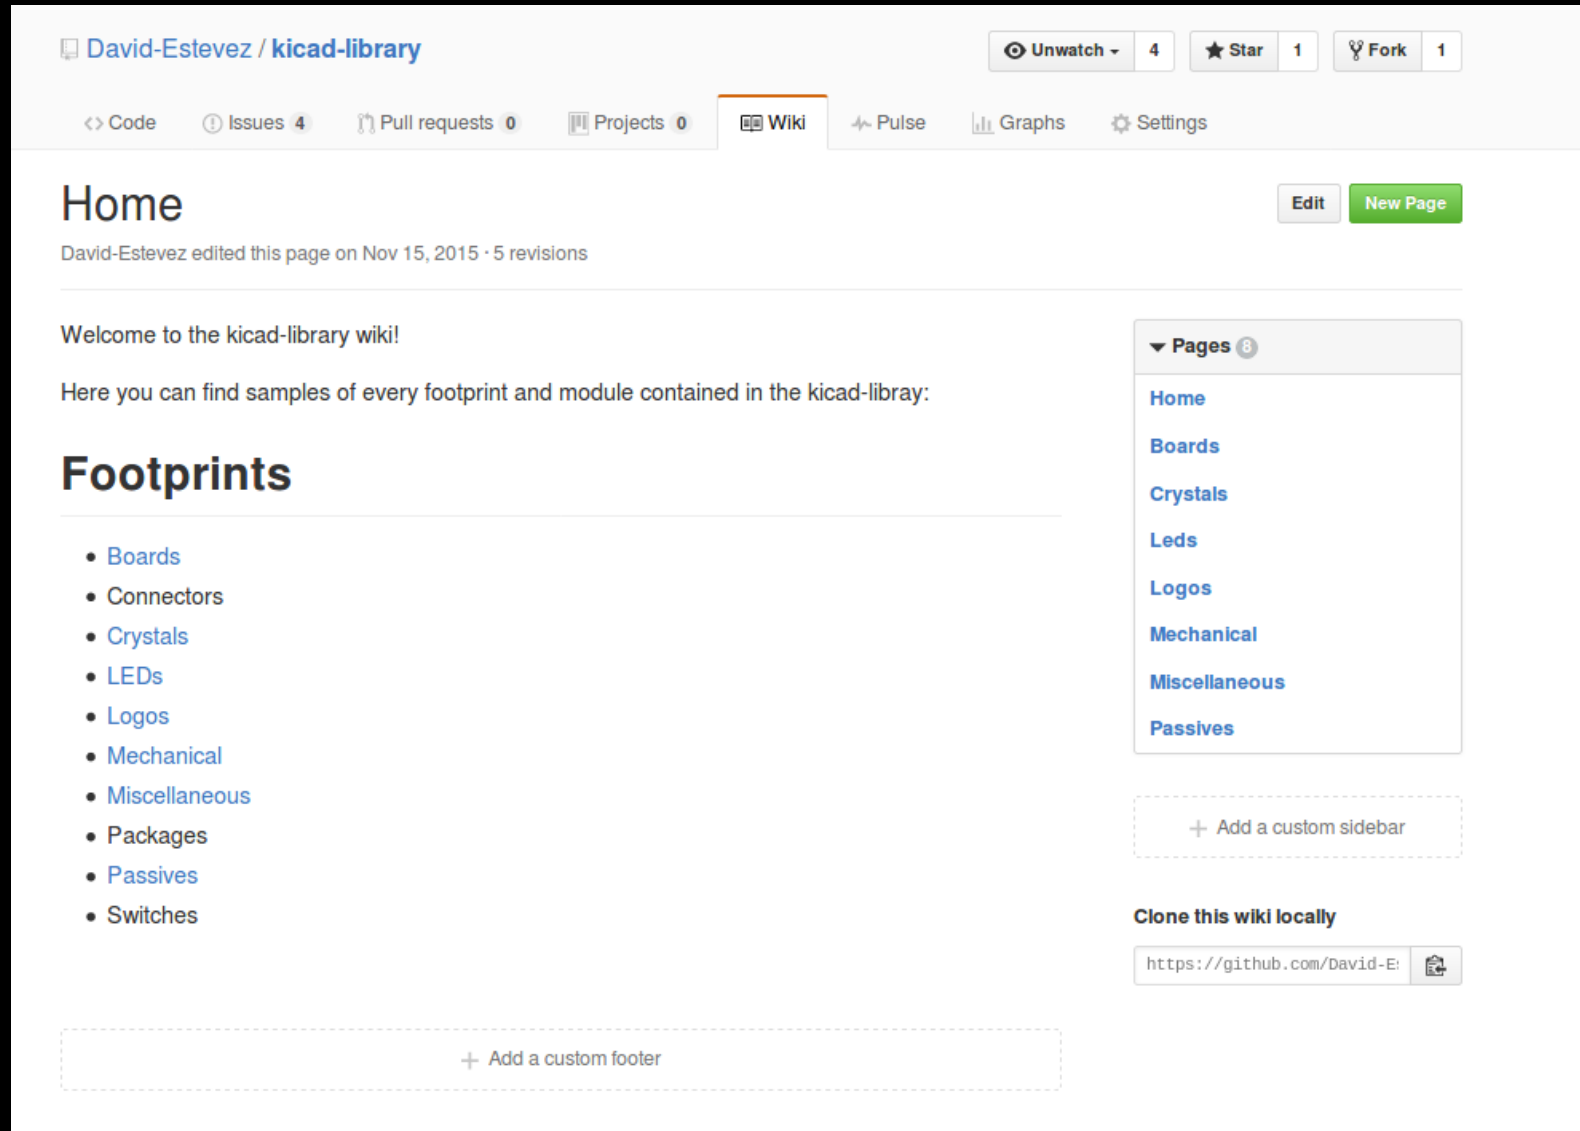 David-Estevez / kicad-library
Unwatch 4 Star 1 Fork 1
Code Issues 4 Pull requests 0 Projects 0 Wiki Pulse Graphs Settings
Home
Edit New Page
David-Estevez edited this page on Nov 15, 2015 · 5 revisions
Welcome to the kicad-library wiki!
Here you can find samples of every footprint and module contained in the kicad-libray:
Footprints
• Boards
• Connectors
• Crystals
• LEDs
• Logos
• Mechanical
• Miscellaneous
• Packages
• Passives
• Switches
+ Add a custom footer
Pages 8
Home
Boards
Crystals
Leds
Logos
Mechanical
Miscellaneous
Passives
+ Add a custom sidebar
Clone this wiki locally
https://github.com/David-E